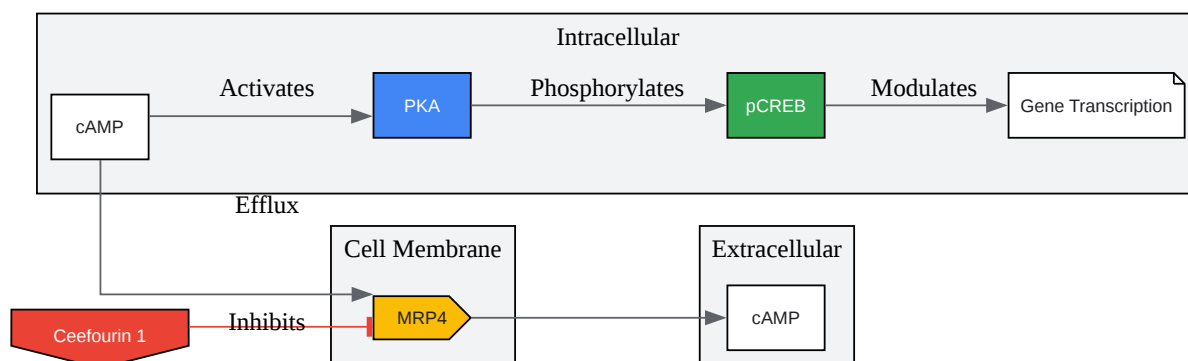 Intracellular
Activates
Phosphorylates
Modulates
cAMP
PKA
pCREB
Gene Transcription
Efflux
Cell Membrane
Extracellular
Ceefourin 1
Inhibits
MRP4
cAMP